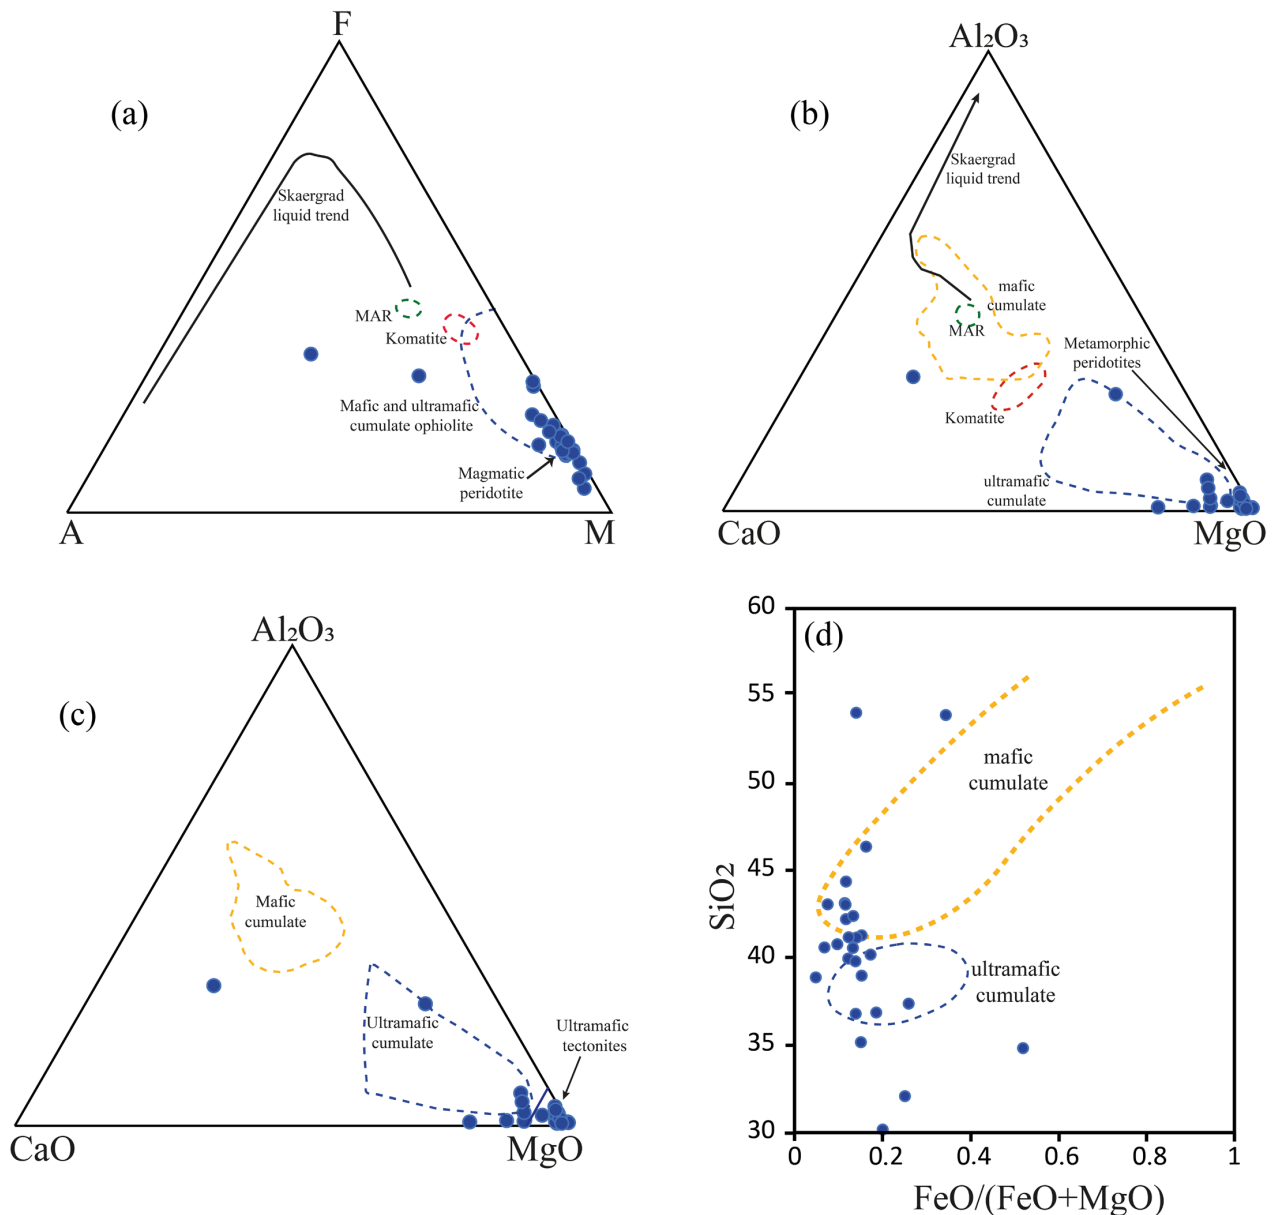 F
(a)
Skaergrad
liquid trend
MAR
Komatite
Mafic and ultramafic
cumulate ophiolite
Magmatic
peridotite
A
M
Al₂O₃
(b)
Skaergrad
liquid trend
mafic
cumulate
MAR
Metamorphic
peridotites
Komatite
ultramafic
cumulate
CaO
MgO
Al₂O₃
(c)
Mafic
cumulate
Ultramafic
cumulate
Ultramafic
tectonites
CaO
MgO
(d)
60
55
50
45
40
35
30
SiO2
mafic
cumulate
ultramafic
cumulate
0
0.2
0.4
0.6
0.8
1
FeO/(FeO+MgO)